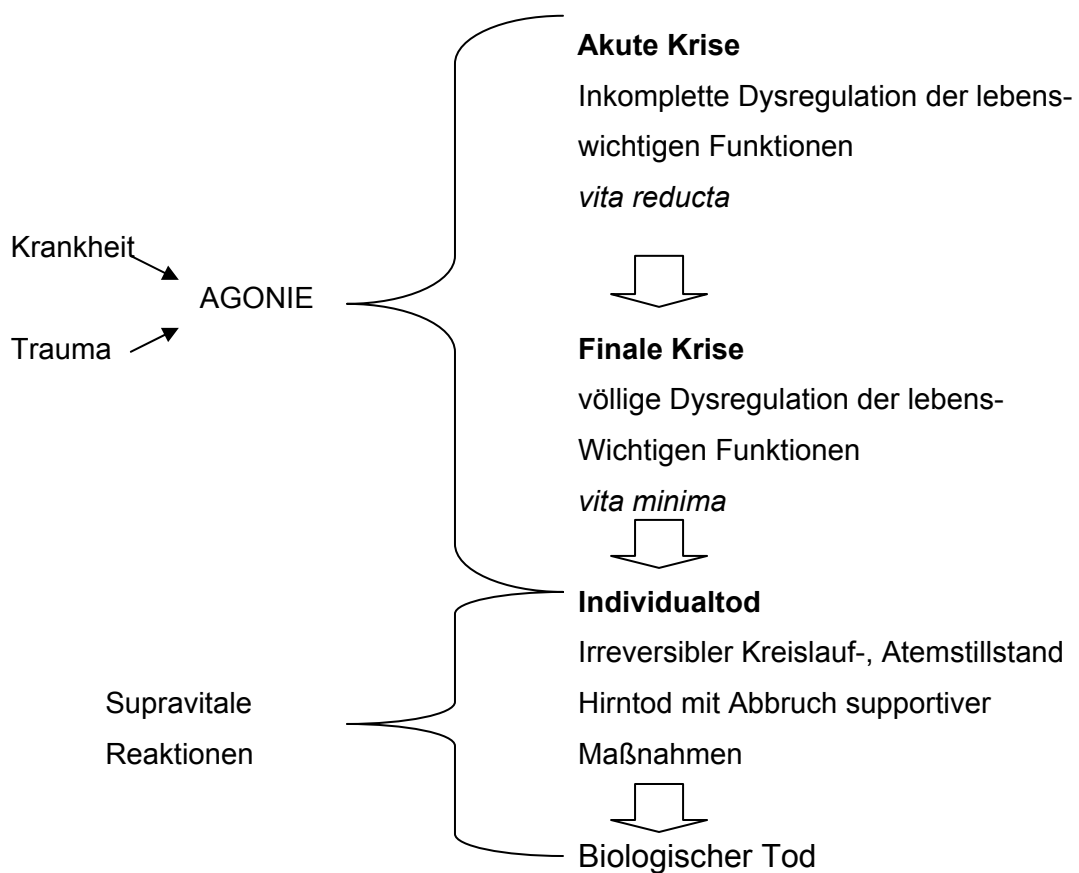 Akute Krise
Inkomplette Dysregulation der lebens-
wichtigen Funktionen
vita reducta
Krankheit
AGONIE
Trauma
Finale Krise
völlige Dysregulation der lebens-
Wichtigen Funktionen
vita minima
Individualtod
Irreversibler Kreislauf-, Atemstillstand
Hirntod mit Abbruch supportiver
Maßnahmen
Supravitale
Reaktionen
Biologischer Tod